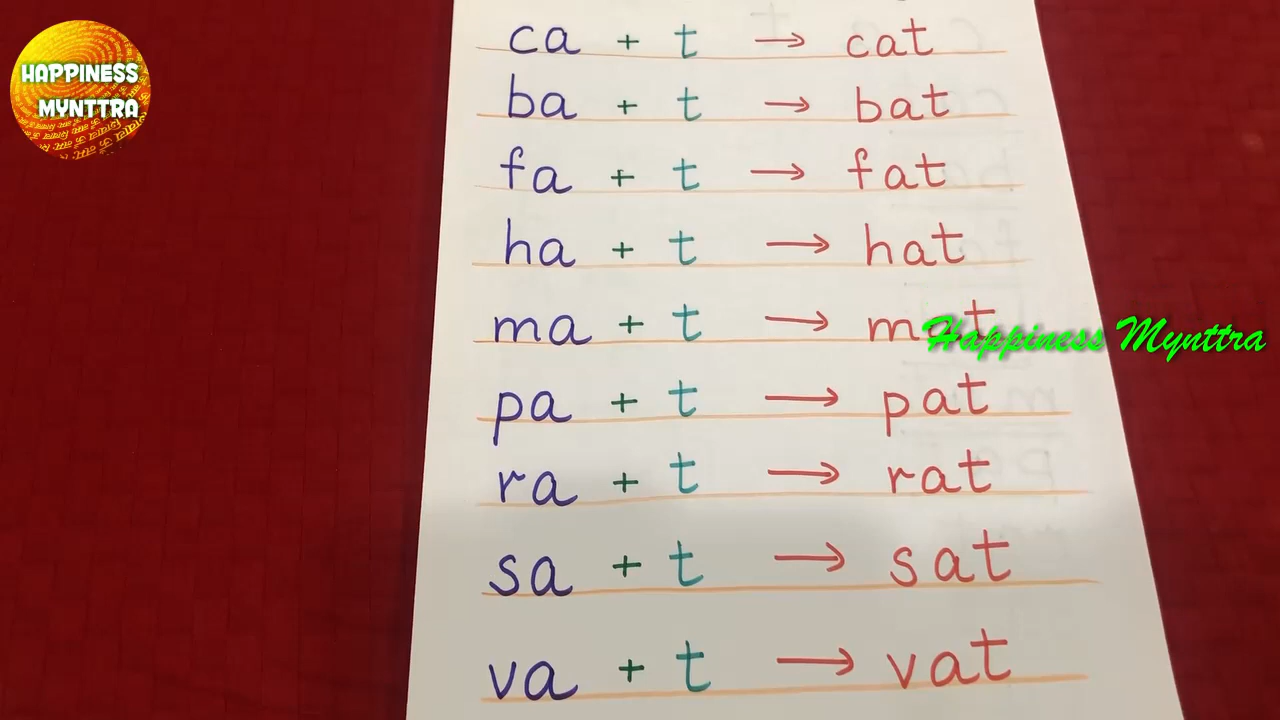 HAPPINESS
MYNTTRA
ca + t → cat
ba + t → bat
fa + t → fat
ha + t → hat
ma + t → mat
Happiness Mynttra
pa + t → pat
ra + t → rat
sa + t → sat
va + t → vat